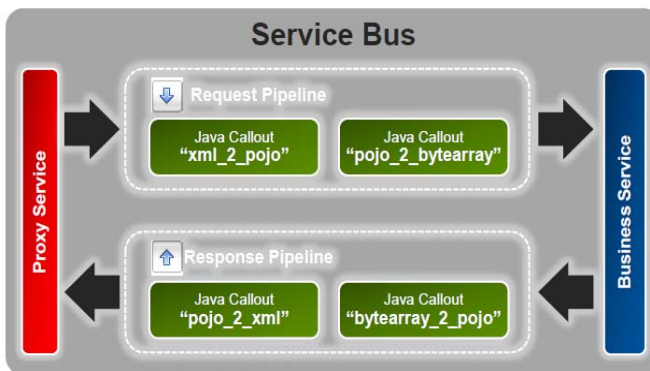 Service Bus
Proxy Service
Request Pipeline
Java Callout
“xml_2_pojo”
Java Callout
“pojo_2_bytearray”
Response Pipeline
Java Callout
“pojo_2_xml”
Java Callout
“bytearray_2_pojo”
Business Service